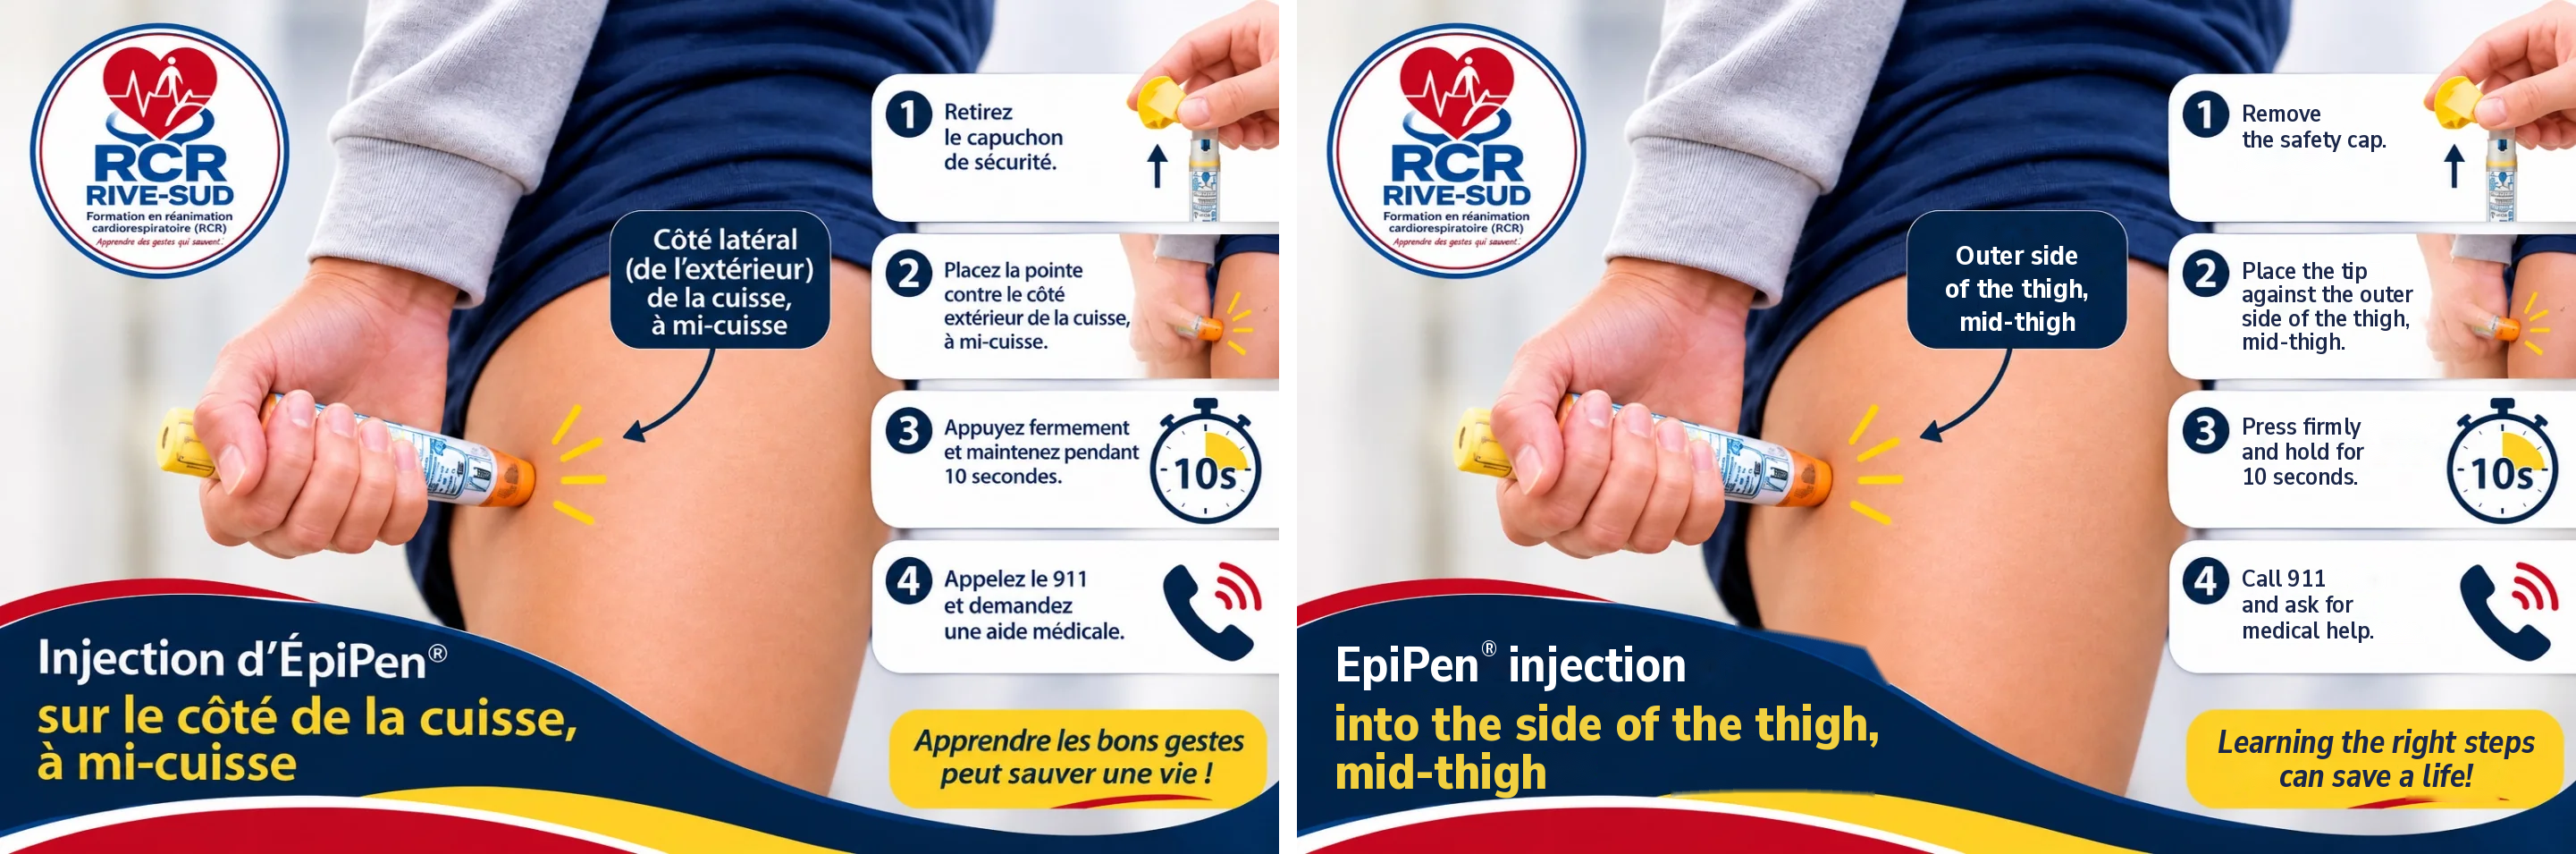 RCR
RIVE-SUD
Formation en réanimation
cardiorespiratoire (RCR)
Apprendre des gestes qui sauvent.
Côté latéral
(de l’extérieur)
de la cuisse,
à mi-cuisse
1
Retirez
le capuchon
de sécurité.
2
Placez la pointe
contre le côté
extérieur de la cuisse,
à mi-cuisse.
3
Appuyez fermement
et maintenez pendant
10 secondes.
10s
4
Appelez le 911
et demandez
une aide médicale.
Injection d’ÉpiPen®
sur le côté de la cuisse,
à mi-cuisse
Apprendre les bons gestes
peut sauver une vie !
RCR
RIVE-SUD
Formation en réanimation
cardiorespiratoire (RCR)
Apprendre des gestes qui sauvent.
Outer side
of the thigh,
mid-thigh
1
Remove
the safety cap.
2
Place the tip
against the outer
side of the thigh,
mid-thigh.
3
Press firmly
and hold for
10 seconds.
10s
4
Call 911
and ask for
medical help.
EpiPen® injection
into the side of the thigh,
mid-thigh
Learning the right steps
can save a life!